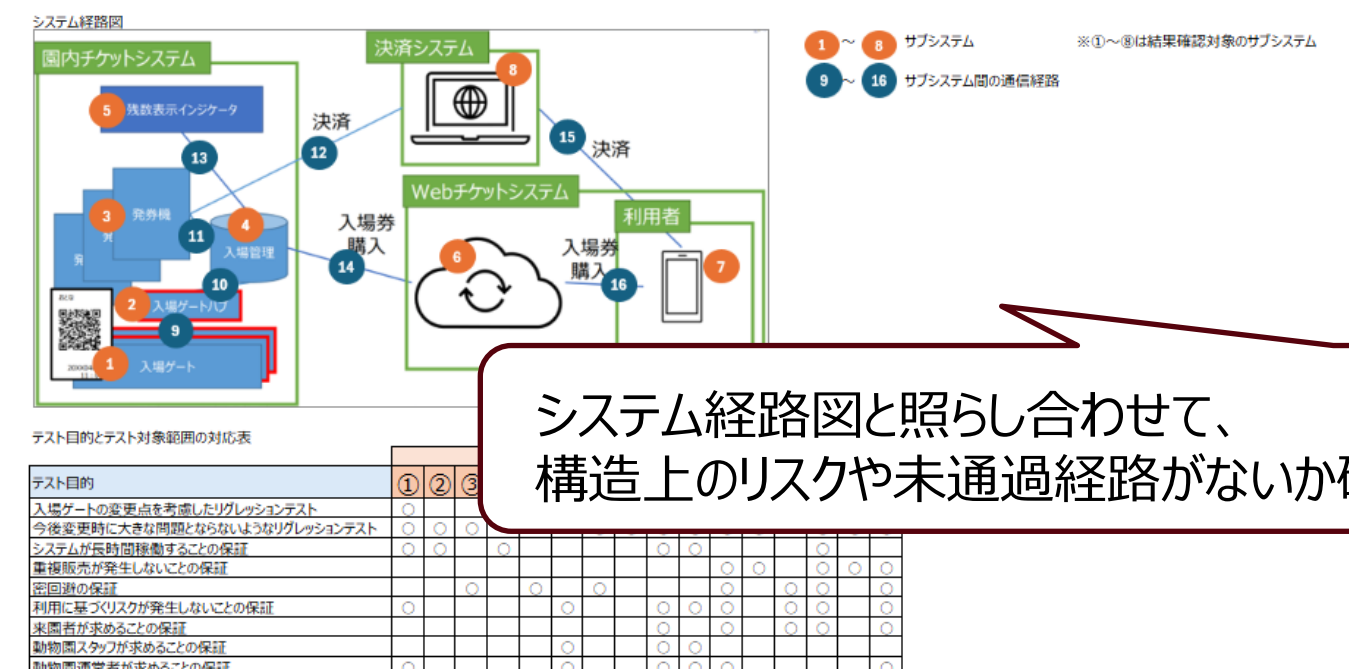 システム経路図
園内チケットシステム
5 残数表示インジケータ
13
決済
12
決済システム
8
15
決済
3 発券機
発
11
4
入場管理
入場券
購入
14
Webチケットシステム
6
入場券
購入
16
利用者
7
10
2 入場ゲートハブ
9
1 入場ゲート
1 ～ 8 サブシステム ※①～⑧は結果確認対象のサブシステム
9 ～ 16 サブシステム間の通信経路
システム経路図と照らし合わせて、
構造上のリスクや未通過経路がないか
テスト目的とテスト対象範囲の対応表
テスト目的 ① ② ③
入場ゲートの変更点を考慮したリグレッションテスト ○
今後変更時に大きな問題とならないようなリグレッションテスト ○ ○ ○
システムが長時間稼働することの保証 ○ ○ ○ ○ ○ ○
重複販売が発生しないことの保証 ○ ○ ○ ○ ○
密回避の保証 ○ ○ ○ ○ ○ ○ ○
利用に基づくリスクが発生しないことの保証 ○ ○ ○ ○ ○ ○ ○ ○
来園者が求めることの保証 ○ ○ ○ ○ ○
動物園スタッフが求めることの保証 ○ ○ ○
動物園運営者が求めることの保証 ○ ○ ○ ○ ○ ○